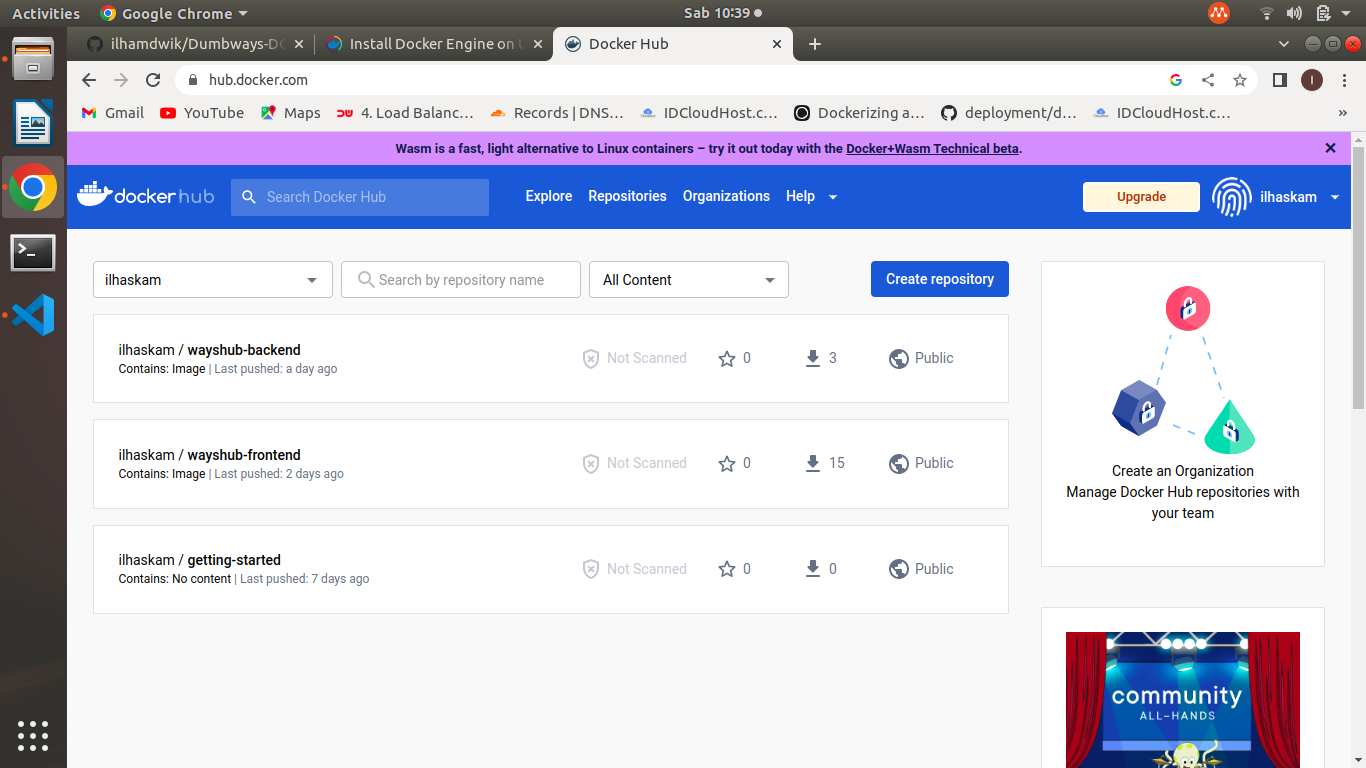 Activities
Google Chrome
Sab 10:39
ilhamdwik/Dumbways-DO
Install Docker Engine on U
Docker Hub
hub.docker.com
I
Gmail
YouTube
Maps
4. Load Balanc…
Records | DNS…
IDCloudHost.c…
Dockerizing a…
deployment/d…
IDCloudHost.c…
»
Wasm is a fast, light alternative to Linux containers – try it out today with the Docker+Wasm Technical beta.
docker hub
Search Docker Hub
Explore
Repositories
Organizations
Help
Upgrade
ilhaskam
ilhaskam
Search by repository name
All Content
Create repository
ilhaskam / wayshub-backend
Contains: Image | Last pushed: a day ago
Not Scanned
0
3
Public
ilhaskam / wayshub-frontend
Contains: Image | Last pushed: 2 days ago
Not Scanned
0
15
Public
ilhaskam / getting-started
Contains: No content | Last pushed: 7 days ago
Not Scanned
0
0
Public
Create an Organization
Manage Docker Hub repositories with
your team
community
ALL-HANDS